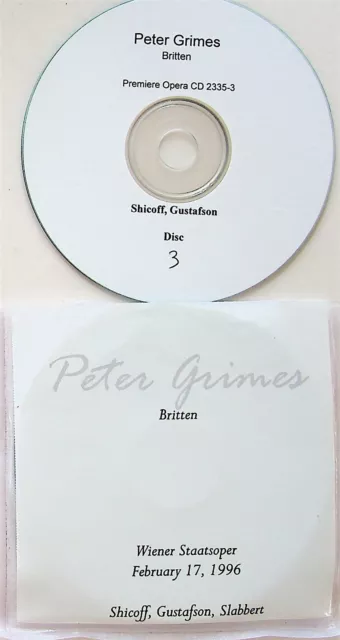 Peter Grimes
Britten
Premiere Opera CD 2335-3
Shicoff, Gustafson
Disc
3
Peter Grimes
Britten
Wiener Staatsoper
February 17, 1996
Shicoff, Gustafson, Slabbert